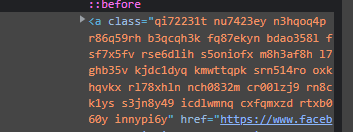 ::before
<a class="qi72231t nu7423ey n3hqoq4p
r86q59rh b3qcqh3k fq87ekyn bdao358l f
sf7x5fv rse6dlih s5oniofx m8h3af8h l7
ghb35v kjdc1dyq kmwttqpk srn514ro oxk
hqvkx rl78xhln nch0832m cr00lzj9 rn8c
k1ys s3jn8y49 icdlwmnq cxfqmxzd rtxb0
60y innypi6y" href="https://www.faceb